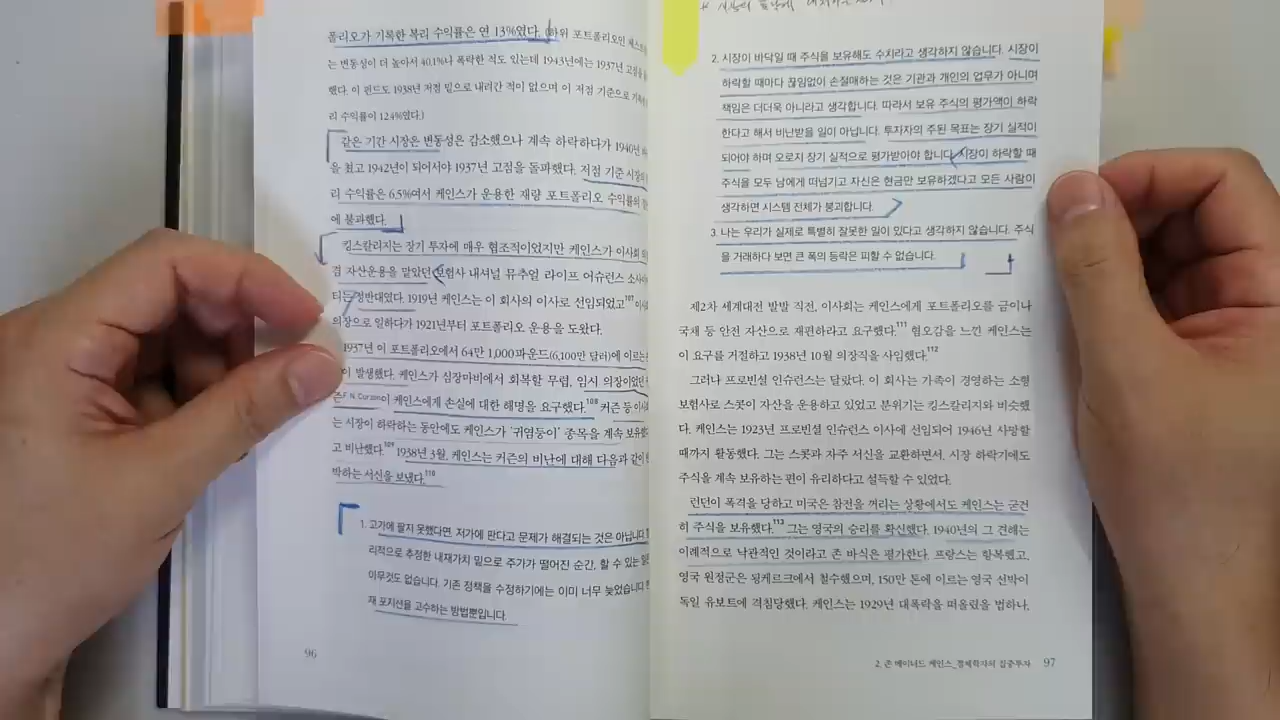 폴리오가 기록한 복리 수익률은 연 13%였다. (하위 포트폴리오인
는 변동성이 더 높아서 40.1%나 폭락한 적도 있는데 1943년에는 1937년 고점을
했다. 이 펀드도 1938년 저점 밑으로 내려간 적이 없으며 이 저점 기준으로
리 수익률이 12.4%였다.)
같은 기간 시장은 변동성은 감소했으나 계속 하락하다가 1940년
을 쳤고 1942년이 되어서야 1937년 고점을 돌파했다. 저점 기준 시장의
리 수익률은 6.5%여서 케인스가 운용한 재량 포트폴리오 수익률의
에 불과했다.
킹스칼리지는 장기 투자에 매우 협조적이었지만 케인스가 이사회
겸 자산운용을 맡았던 보험사 내셔널 뮤추얼 라이프 어슈런스 소사이
터는 정반대였다. 1919년 케인스는 이 회사의 이사로 선임되었고107 이사
의장으로 일하다가 1921년부터 포트폴리오 운용을 도왔다.
1937년 이 포트폴리오에서 64만 1,000파운드(6,100만 달러)에 이르는
이 발생했다. 케인스가 심장마비에서 회복할 무렵, 임시 의장이었던
즌F. N. Curzon이 케인스에게 손실에 대한 해명을 요구했다.108 커즌 등 이사
는 시장이 하락하는 동안에도 케인스가 '귀염둥이' 종목을 계속 보유했
고 비난했다.109 1938년 3월, 케인스는 커즌의 비난에 대해 다음과 같이
박하는 서신을 보냈다.110
1. 고가에 팔지 못했다면, 저가에 판다고 문제가 해결되는 것은 아닙니다.
리적으로 추정한 내재가치 밑으로 주가가 떨어진 순간, 할 수 있는
아무것도 없습니다. 기존 정책을 수정하기에는 이미 너무 늦었습니다.
재 포지션을 고수하는 방법뿐입니다.
96
2. 시장이 바닥일 때 주식을 보유해도 수치라고 생각하지 않습니다. 시장이
하락할 때마다 끊임없이 손절매하는 것은 기관과 개인의 업무가 아니며
책임은 더더욱 아니라고 생각합니다. 따라서 보유 주식의 평가액이 하락
한다고 해서 비난받을 일이 아닙니다. 투자자의 주된 목표는 장기 실적이
되어야 하며 오로지 장기 실적으로 평가받아야 합니다. 시장이 하락할 때
주식을 모두 남에게 떠넘기고 자신은 현금만 보유하겠다고 모든 사람이
생각하면 시스템 전체가 붕괴합니다.
3. 나는 우리가 실제로 특별히 잘못한 일이 있다고 생각하지 않습니다. 주식
을 거래하다 보면 큰 폭의 등락은 피할 수 없습니다.
제2차 세계대전 발발 직전, 이사회는 케인스에게 포트폴리오를 금이나
국채 등 안전 자산으로 재편하라고 요구했다.111 혐오감을 느낀 케인스는
이 요구를 거절하고 1938년 10월 의장직을 사임했다.112
그러나 프로빈셜 인슈런스는 달랐다. 이 회사는 가족이 경영하는 소형
보험사로 스콧이 자산을 운용하고 있었고 분위기는 킹스칼리지와 비슷했
다. 케인스는 1923년 프로빈셜 인슈런스 이사에 선임되어 1946년 사망할
때까지 활동했다. 그는 스콧과 자주 서신을 교환하면서, 시장 하락기에도
주식을 계속 보유하는 편이 유리하다고 설득할 수 있었다.
런던이 폭격을 당하고 미국은 참전을 꺼리는 상황에서도 케인스는 굳건
히 주식을 보유했다.113 그는 영국의 승리를 확신했다. 1940년의 그 견해는
이례적으로 낙관적인 것이라고 존 바식은 평가한다. 프랑스는 항복했고,
영국 원정군은 됭케르크에서 철수했으며, 150만 톤에 이르는 영국 선박이
독일 유보트에 격침당했다. 케인스는 1929년 대폭락을 떠올렸을 법하나,
2. 존 메이너드 케인스_경제학자의 집중투자 97